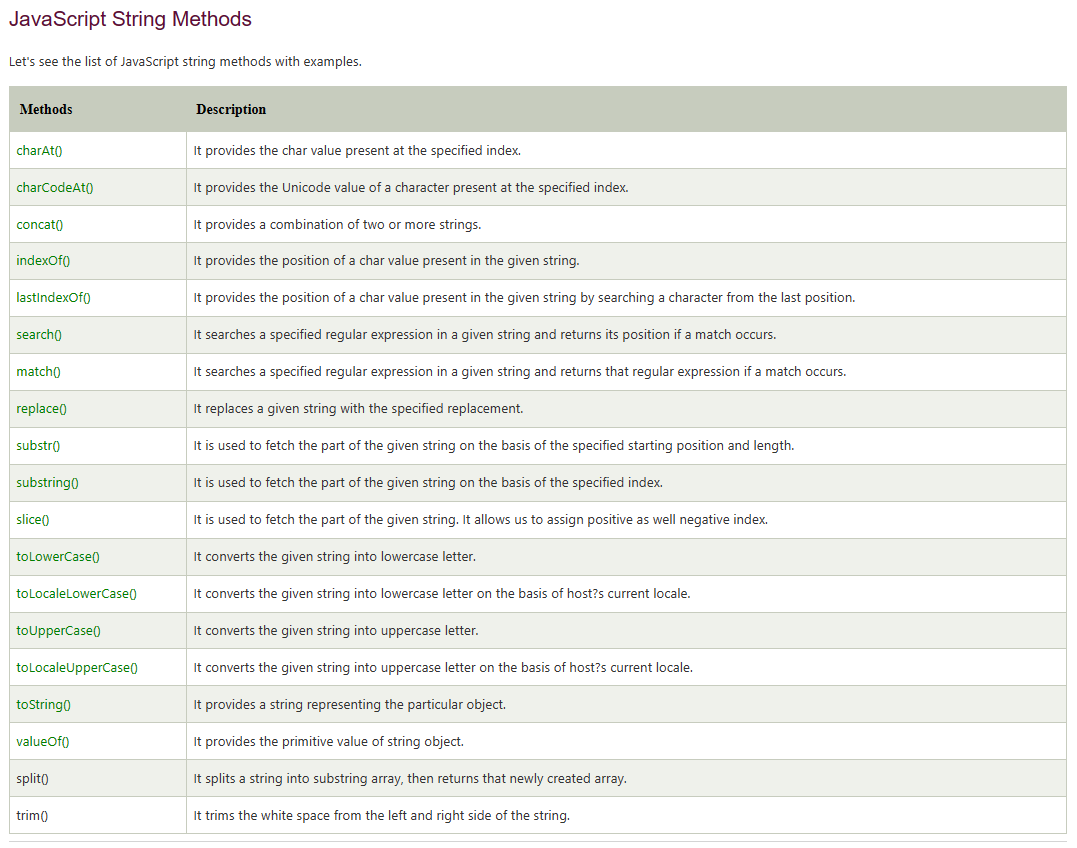 JavaScript String Methods
Let's see the list of JavaScript string methods with examples.
Methods Description
charAt() It provides the char value present at the specified index.
charCodeAt() It provides the Unicode value of a character present at the specified index.
concat() It provides a combination of two or more strings.
indexOf() It provides the position of a char value present in the given string.
lastIndexOf() It provides the position of a char value present in the given string by searching a character from the last position.
search() It searches a specified regular expression in a given string and returns its position if a match occurs.
match() It searches a specified regular expression in a given string and returns that regular expression if a match occurs.
replace() It replaces a given string with the specified replacement.
substr() It is used to fetch the part of the given string on the basis of the specified starting position and length.
substring() It is used to fetch the part of the given string on the basis of the specified index.
slice() It is used to fetch the part of the given string. It allows us to assign positive as well negative index.
toLowerCase() It converts the given string into lowercase letter.
toLocaleLowerCase() It converts the given string into lowercase letter on the basis of host?s current locale.
toUpperCase() It converts the given string into uppercase letter.
toLocaleUpperCase() It converts the given string into uppercase letter on the basis of host?s current locale.
toString() It provides a string representing the particular object.
valueOf() It provides the primitive value of string object.
split() It splits a string into substring array, then returns that newly created array.
trim() It trims the white space from the left and right side of the string.